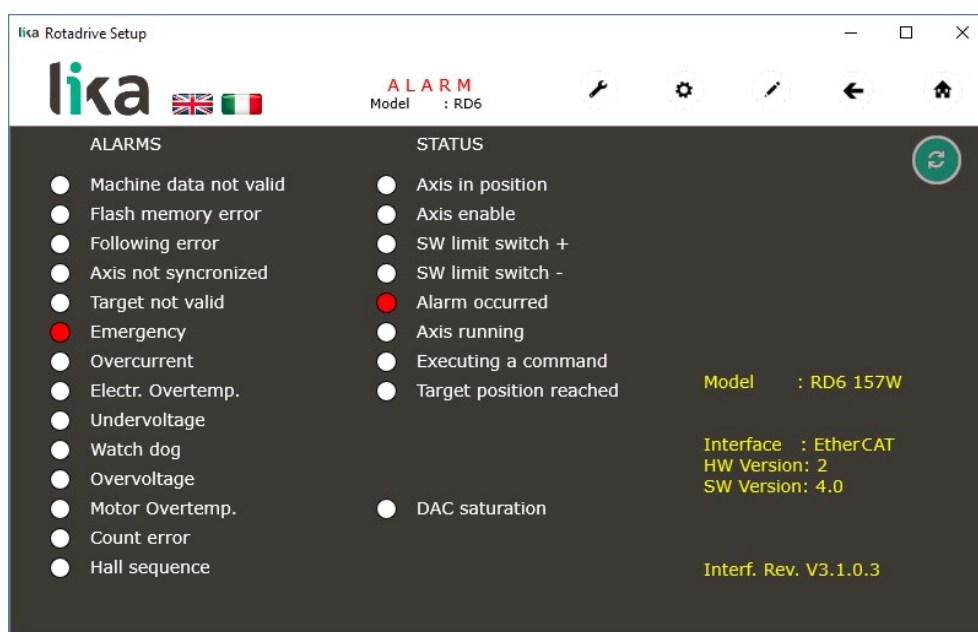 lika Rotadrive Setup
lika
ALARM
Model : RD6
ALARMS
Machine data not valid
Flash memory error
Following error
Axis not syncronized
Target not valid
Emergency
Overcurrent
Electr. Overtemp.
Undervoltage
Watch dog
Overvoltage
Motor Overtemp.
Count error
Hall sequence
STATUS
Axis in position
Axis enable
SW limit switch +
SW limit switch -
Alarm occurred
Axis running
Executing a command
Target position reached
DAC saturation
Model : RD6 157W
Interface : EtherCAT
HW Version: 2
SW Version: 4.0
Interf. Rev. V3.1.0.3